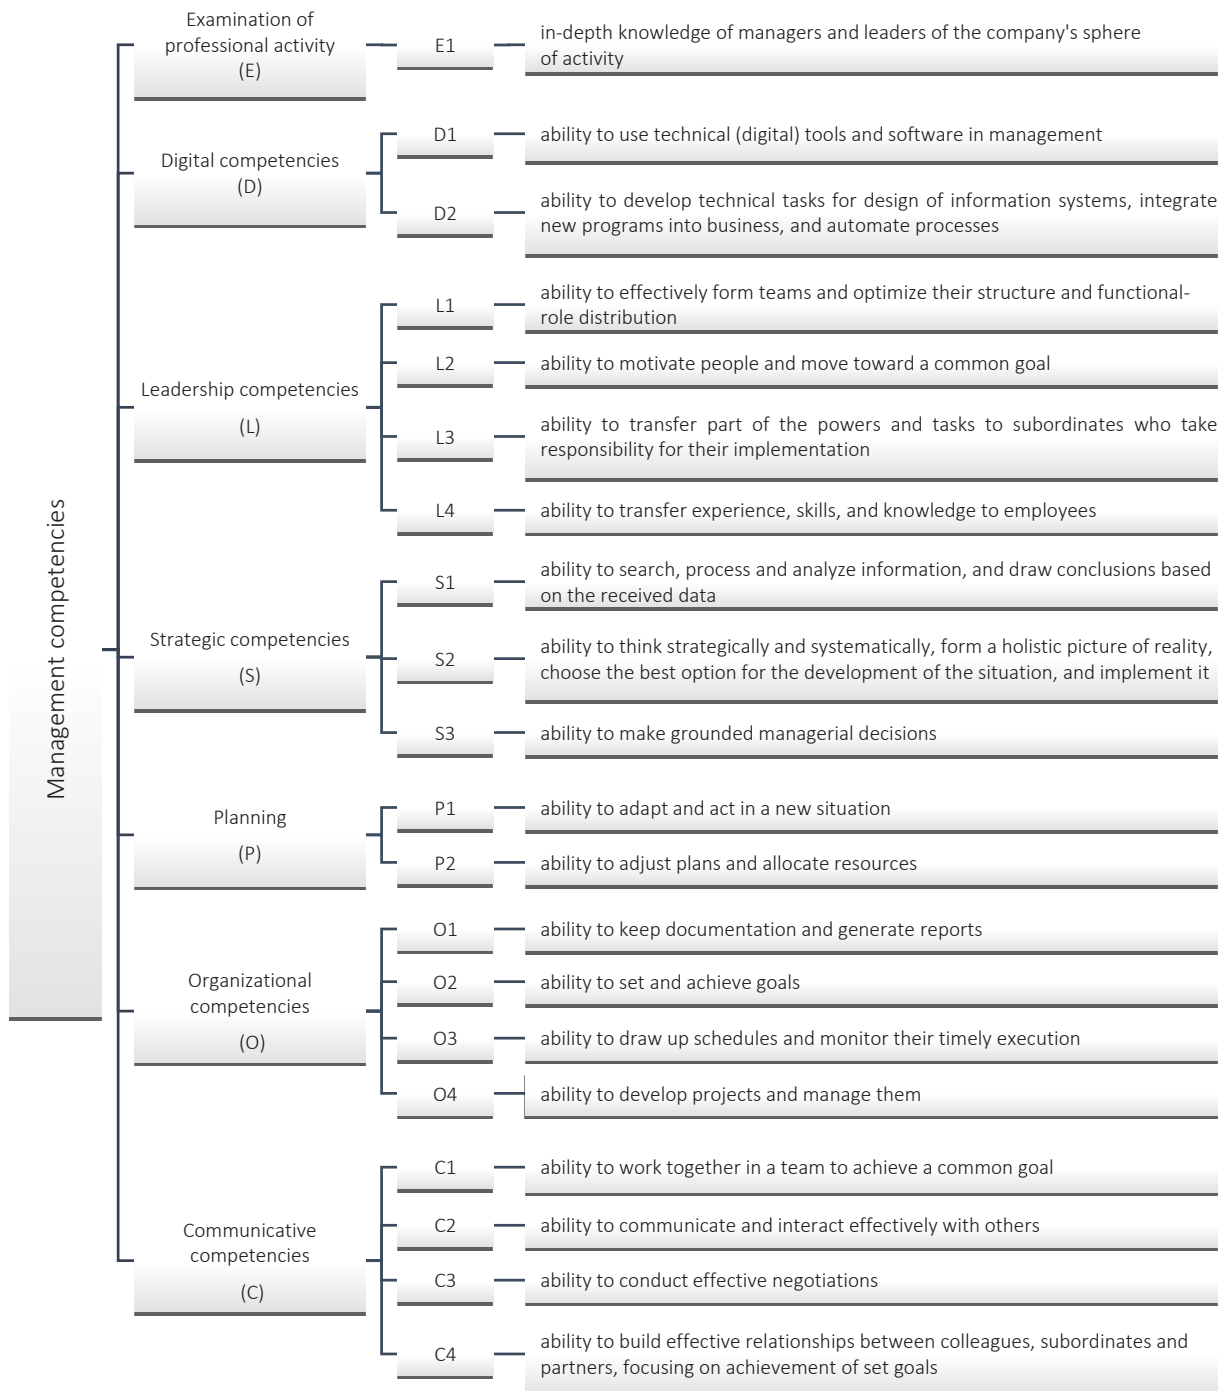 Management competencies
Examination of
professional activity
(E)
E1
in-depth knowledge of managers and leaders of the company's sphere
of activity
Digital competencies
(D)
D1
ability to use technical (digital) tools and software in management
D2
ability to develop technical tasks for design of information systems, integrate
new programs into business, and automate processes
Leadership competencies
(L)
L1
ability to effectively form teams and optimize their structure and functional-
role distribution
L2
ability to motivate people and move toward a common goal
L3
ability to transfer part of the powers and tasks to subordinates who take
responsibility for their implementation
L4
ability to transfer experience, skills, and knowledge to employees
Strategic competencies
(S)
S1
ability to search, process and analyze information, and draw conclusions based
on the received data
S2
ability to think strategically and systematically, form a holistic picture of reality,
choose the best option for the development of the situation, and implement it
S3
ability to make grounded managerial decisions
Planning
(P)
P1
ability to adapt and act in a new situation
P2
ability to adjust plans and allocate resources
Organizational
competencies
(O)
O1
ability to keep documentation and generate reports
O2
ability to set and achieve goals
O3
ability to draw up schedules and monitor their timely execution
O4
ability to develop projects and manage them
Communicative
competencies
(C)
C1
ability to work together in a team to achieve a common goal
C2
ability to communicate and interact effectively with others
C3
ability to conduct effective negotiations
C4
ability to build effective relationships between colleagues, subordinates and
partners, focusing on achievement of set goals